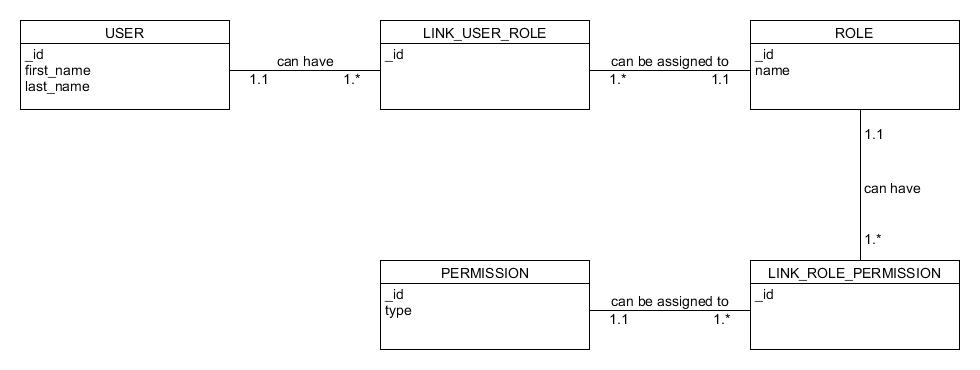 USER
_id
first_name
last_name
can have
1.1
1.*
LINK_USER_ROLE
_id
can be assigned to
1.*
1.1
ROLE
_id
name
1.1
can have
1.*
PERMISSION
_id
type
can be assigned to
1.1
1.*
LINK_ROLE_PERMISSION
_id